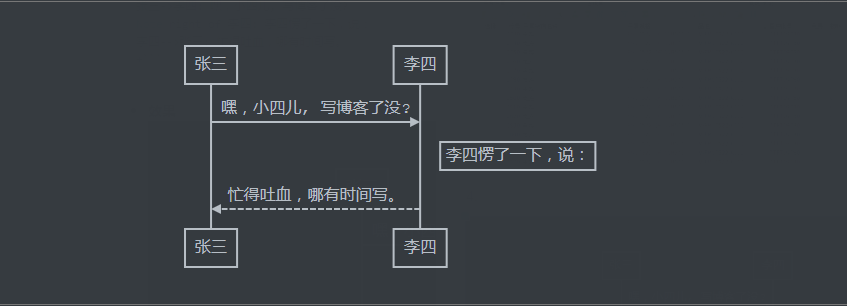 张三
李四
嘿，小四儿, 写博客了没?
李四愣了一下，说：
忙得吐血，哪有时间写。
张三
李四